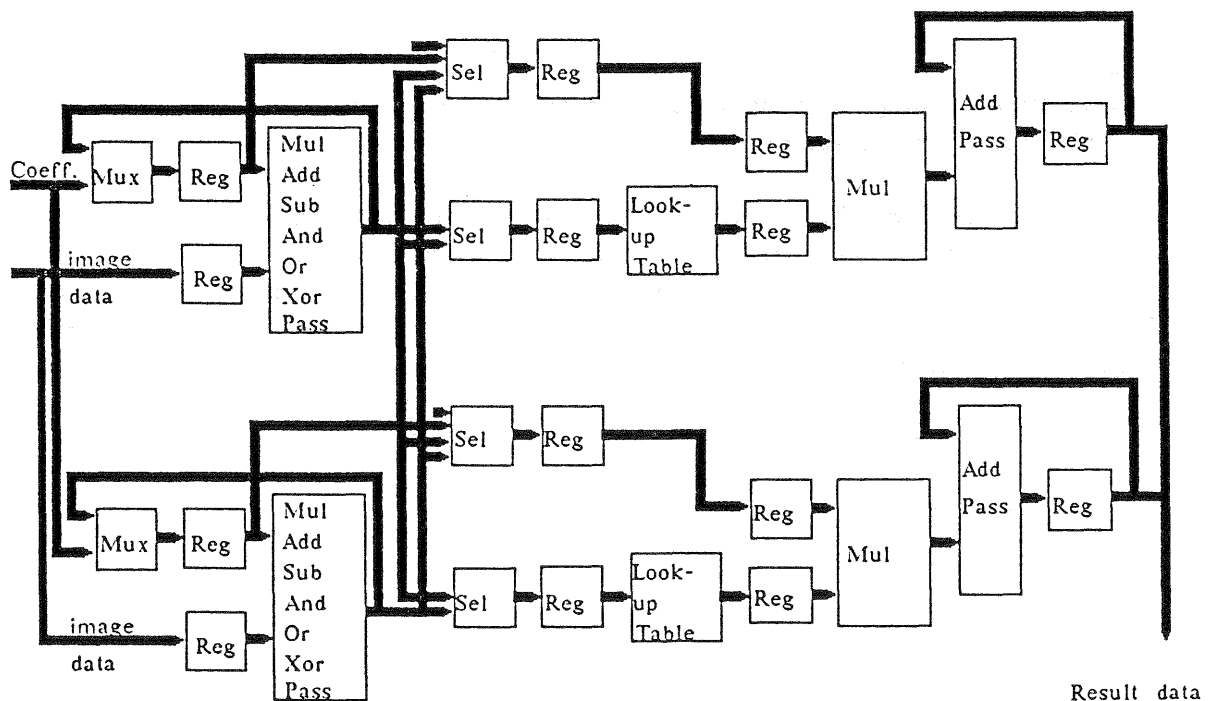 Sel
Reg
Add
Pass
Reg
Coeff.
Mux
Reg
Mul
Add
Sub
And
Or
Xor
Pass
Reg
Mul
image
data
Reg
Sel
Reg
Look-
up
Table
Reg
Sel
Reg
Add
Pass
Reg
Mux
Reg
Mul
Add
Sub
And
Or
Xor
Pass
Reg
Mul
image
data
Reg
Sel
Reg
Look-
up
Table
Reg
Result data